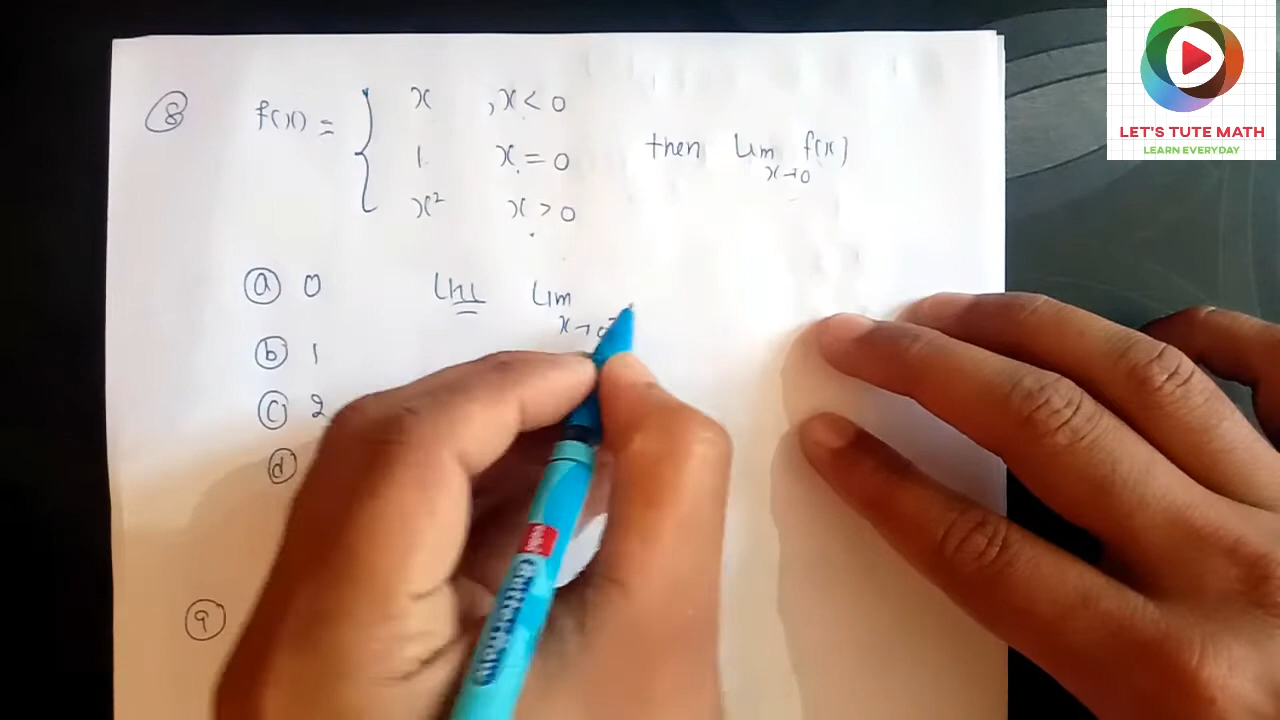 LET'S TUTE MATH
LEARN EVERYDAY
8 f(x) = { x , x < 0
1 x = 0 then Lim f(x)
x→0
x² x > 0
a 0 LHL Lim
x→0⁻
b 1
c 2
d
9